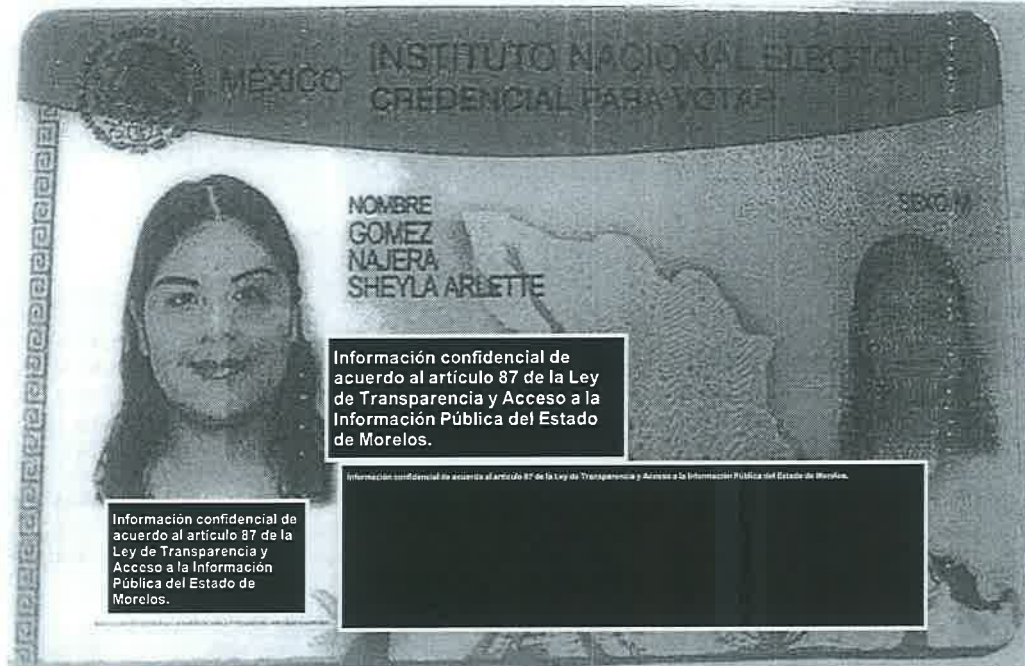 MÉXICO
INSTITUTO NACIONAL ELECTORAL
CREDENCIAL PARA VOTAR
NOMBRE
SEXO M
GOMEZ
NAJERA
SHEYLA ARLETTE
Información confidencial de
acuerdo al artículo 87 de la Ley
de Transparencia y Acceso a la
Información Pública del Estado
de Morelos.
Información confidencial de acuerdo al artículo 87 de la Ley de Transparencia y Acceso a la Información Pública del Estado de Morelos.
Información confidencial de
acuerdo al artículo 87 de la
Ley de Transparencia y
Acceso a la Información
Pública del Estado de
Morelos.